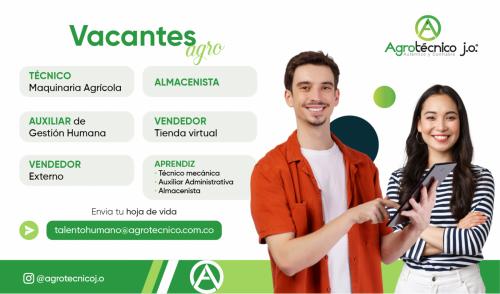 Vacantes
agro
TÉCNICO
Maquinaria Agrícola
ALMACENISTA
AUXILIAR de
Gestión Humana
VENDEDOR
Tienda virtual
VENDEDOR
Externo
APRENDIZ
· Técnico mecánica
· Auxiliar Administrativa
· Almacenista
Envia tu hoja de vida
talentohumano@agrotecnico.com.co
@agrotecnicoj.o
Agrotécnico j.o.